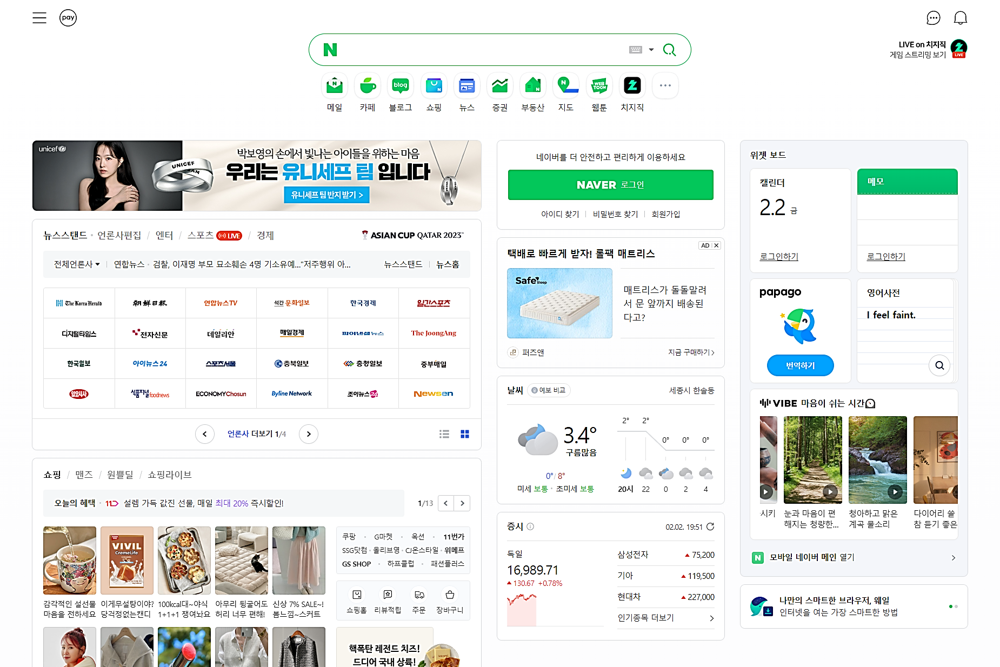 pay
LIVE on 치지직
게임 스트리밍 보기
LIVE
N
메일
카페
blog
블로그
쇼핑
뉴스
증권
부동산
지도
WEB
TOON
웹툰
치지직
unicef
UNICEF
박보영의 손에서 빛나는 아이들을 위하는 마음
우리는 유니세프 팀 입니다
유니세프 팀 반지 받기 >
뉴스스탠드 · 언론사편집 / 엔터 / 스포츠 LIVE / 경제
ASIAN CUP QATAR 2023
전체언론사
연합뉴스 · 검찰, 이재명 부모 묘소훼손 4명 기소유예..."저주행위 아...
뉴스스탠드 | 뉴스홈
The Korea Herald
朝鮮日報
연합뉴스TV
석간 문화일보
한국경제
일간스포츠
디지털타임스
전자신문
데일리안
매일경제
파이낸셜뉴스
The JoongAng
한국일보
아이뉴스24
스포츠서울
충북일보
충청일보
중부매일
일요시사
식품저널 foodnews
ECONOMYChosun
Byline Network
조이뉴스24
Newsen
언론사 더보기 1/4
쇼핑 / 맨즈 / 원쁠딜 / 쇼핑라이브
오늘의 혜택 · 11 설렘 가득 값진 선물, 매일 최대 20% 즉시할인!
1/13
VIVIL
CremeLife
CARAMEL
감각적인 설선물
마음을 전하세요
이게무설탕이야?
당걱정없는캔디
100kcal대~야식
1+1+1 쟁여놔요
아무리 뒹굴어도
허리 너무 편해!
신상 7% SALE~!
봄느낌~스커트
쿠팡 · G마켓 · 옥션 · 11번가
SSG닷컴 · 올리브영 · CJ온스타일 · 위메프
GS SHOP · 하프클럽 · 패션플러스
쇼핑홈
리뷰적립
주문
장바구니
핵폭탄 레전드 치즈!
드디어 국내 상륙!
네이버를 더 안전하고 편리하게 이용하세요
NAVER 로그인
아이디 찾기 | 비밀번호 찾기 | 회원가입
AD
택배로 빠르게 받자! 롤팩 매트리스
Safe Sleep
매트리스가 돌돌말려
서 문 앞까지 배송된
다고?
퍼즈앤
지금 구매하기
날씨
예보 비교
세종시 한솔동
3.4°
구름많음
0° / 8°
미세 보통 · 초미세 보통
2° 2° 0° 0° 0°
20시 22 0 2 4
증시
02.02. 19:51
독일
16,989.71
130.67 +0.78%
삼성전자 75,200
기아 119,500
현대차 227,000
인기종목 더보기
위젯 보드
캘린더
2.2 금
로그인하기
메모
로그인하기
papago
번역하기
영어사전
I feel faint.
VIBE 마음이 쉬는 시간
시키
눈과 마음이 편
해지는 청량한...
청아하고 맑은
계곡 물소리
다이어리 쓸
참 듣기 좋은
N 모바일 네이버 메인 열기
나만의 스마트한 브라우저, 웨일
인터넷을 여는 가장 스마트한 방법